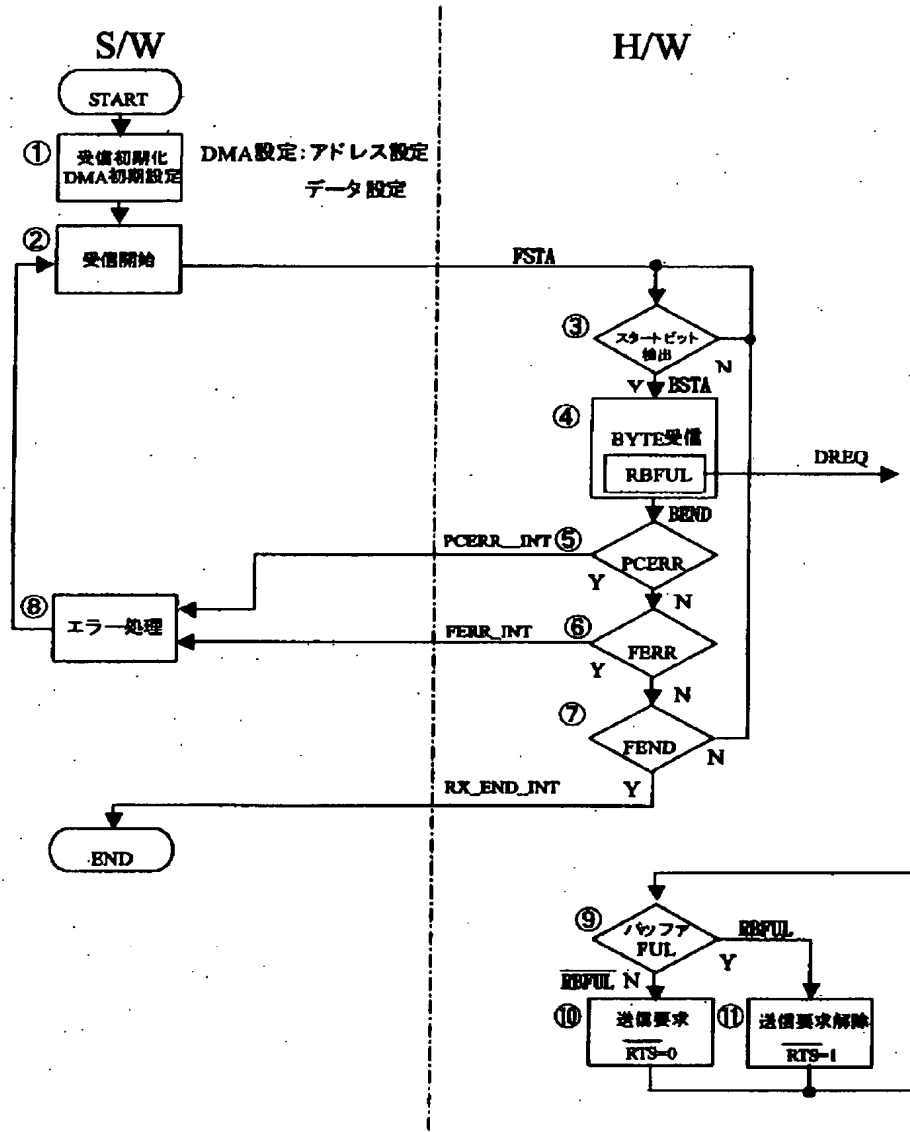 S/W
H/W
START
①
受信初期化
DMA初期設定
DMA設定:アドレス設定
データ設定
②
受信開始
FSTA
③
スタートビット
検出
N
Y
BSTA
④
BYTE受信
RBFUL
DREQ
BEND
PCERR_INT
⑤
PCERR
Y
N
⑧
エラー処理
FERR_INT
⑥
FERR
Y
N
⑦
FEND
N
RX_END_INT
Y
END
⑨
バッファ
FUL
RBFUL
Y
RBFUL
N
⑩
送信要求
RTS=0
⑪
送信要求解除
RTS=1